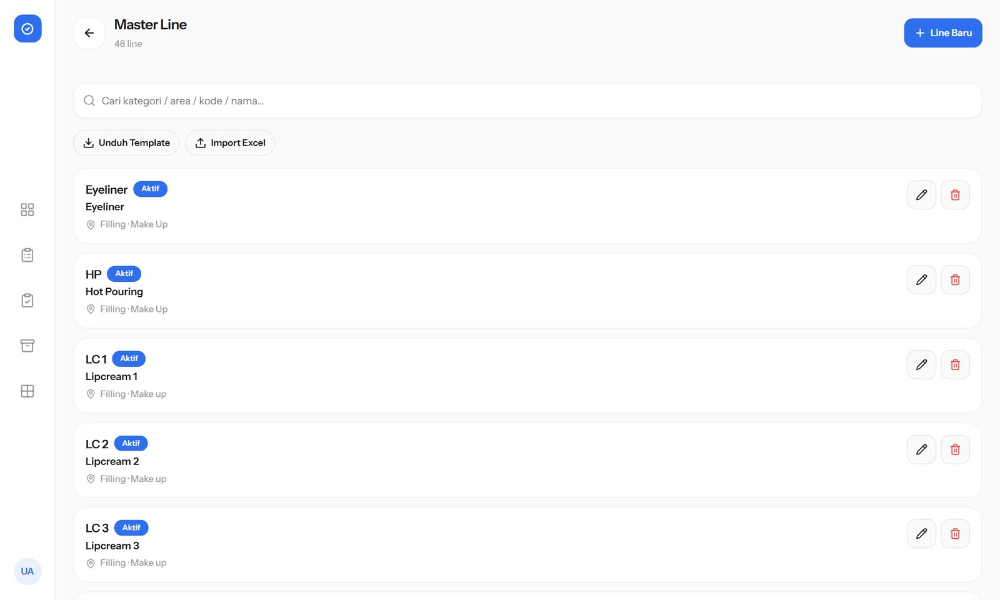 Master Line
48 line
Line Baru
Cari kategori / area / kode / nama...
Unduh Template
Import Excel
Eyeliner Aktif
Eyeliner
Filling · Make Up
HP Aktif
Hot Pouring
Filling · Make Up
LC 1 Aktif
Lipcream 1
Filling · Make up
LC 2 Aktif
Lipcream 2
Filling · Make up
LC 3 Aktif
Lipcream 3
Filling · Make up
UA